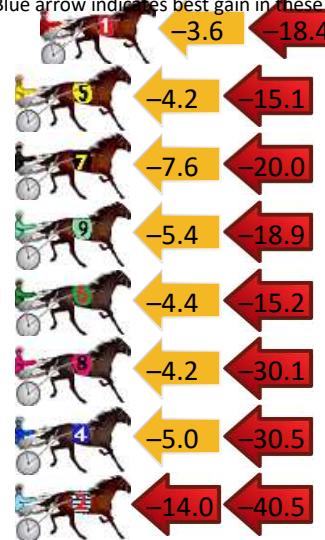 Blue arrow indicates best gain in these
1 –3.6 –18.4
5 –4.2 –15.1
7 –7.6 –20.0
9 –5.4 –18.9
–4.4 –15.2
8 –4.2 –30.1
4 –5.0 –30.5
–14.0 –40.5